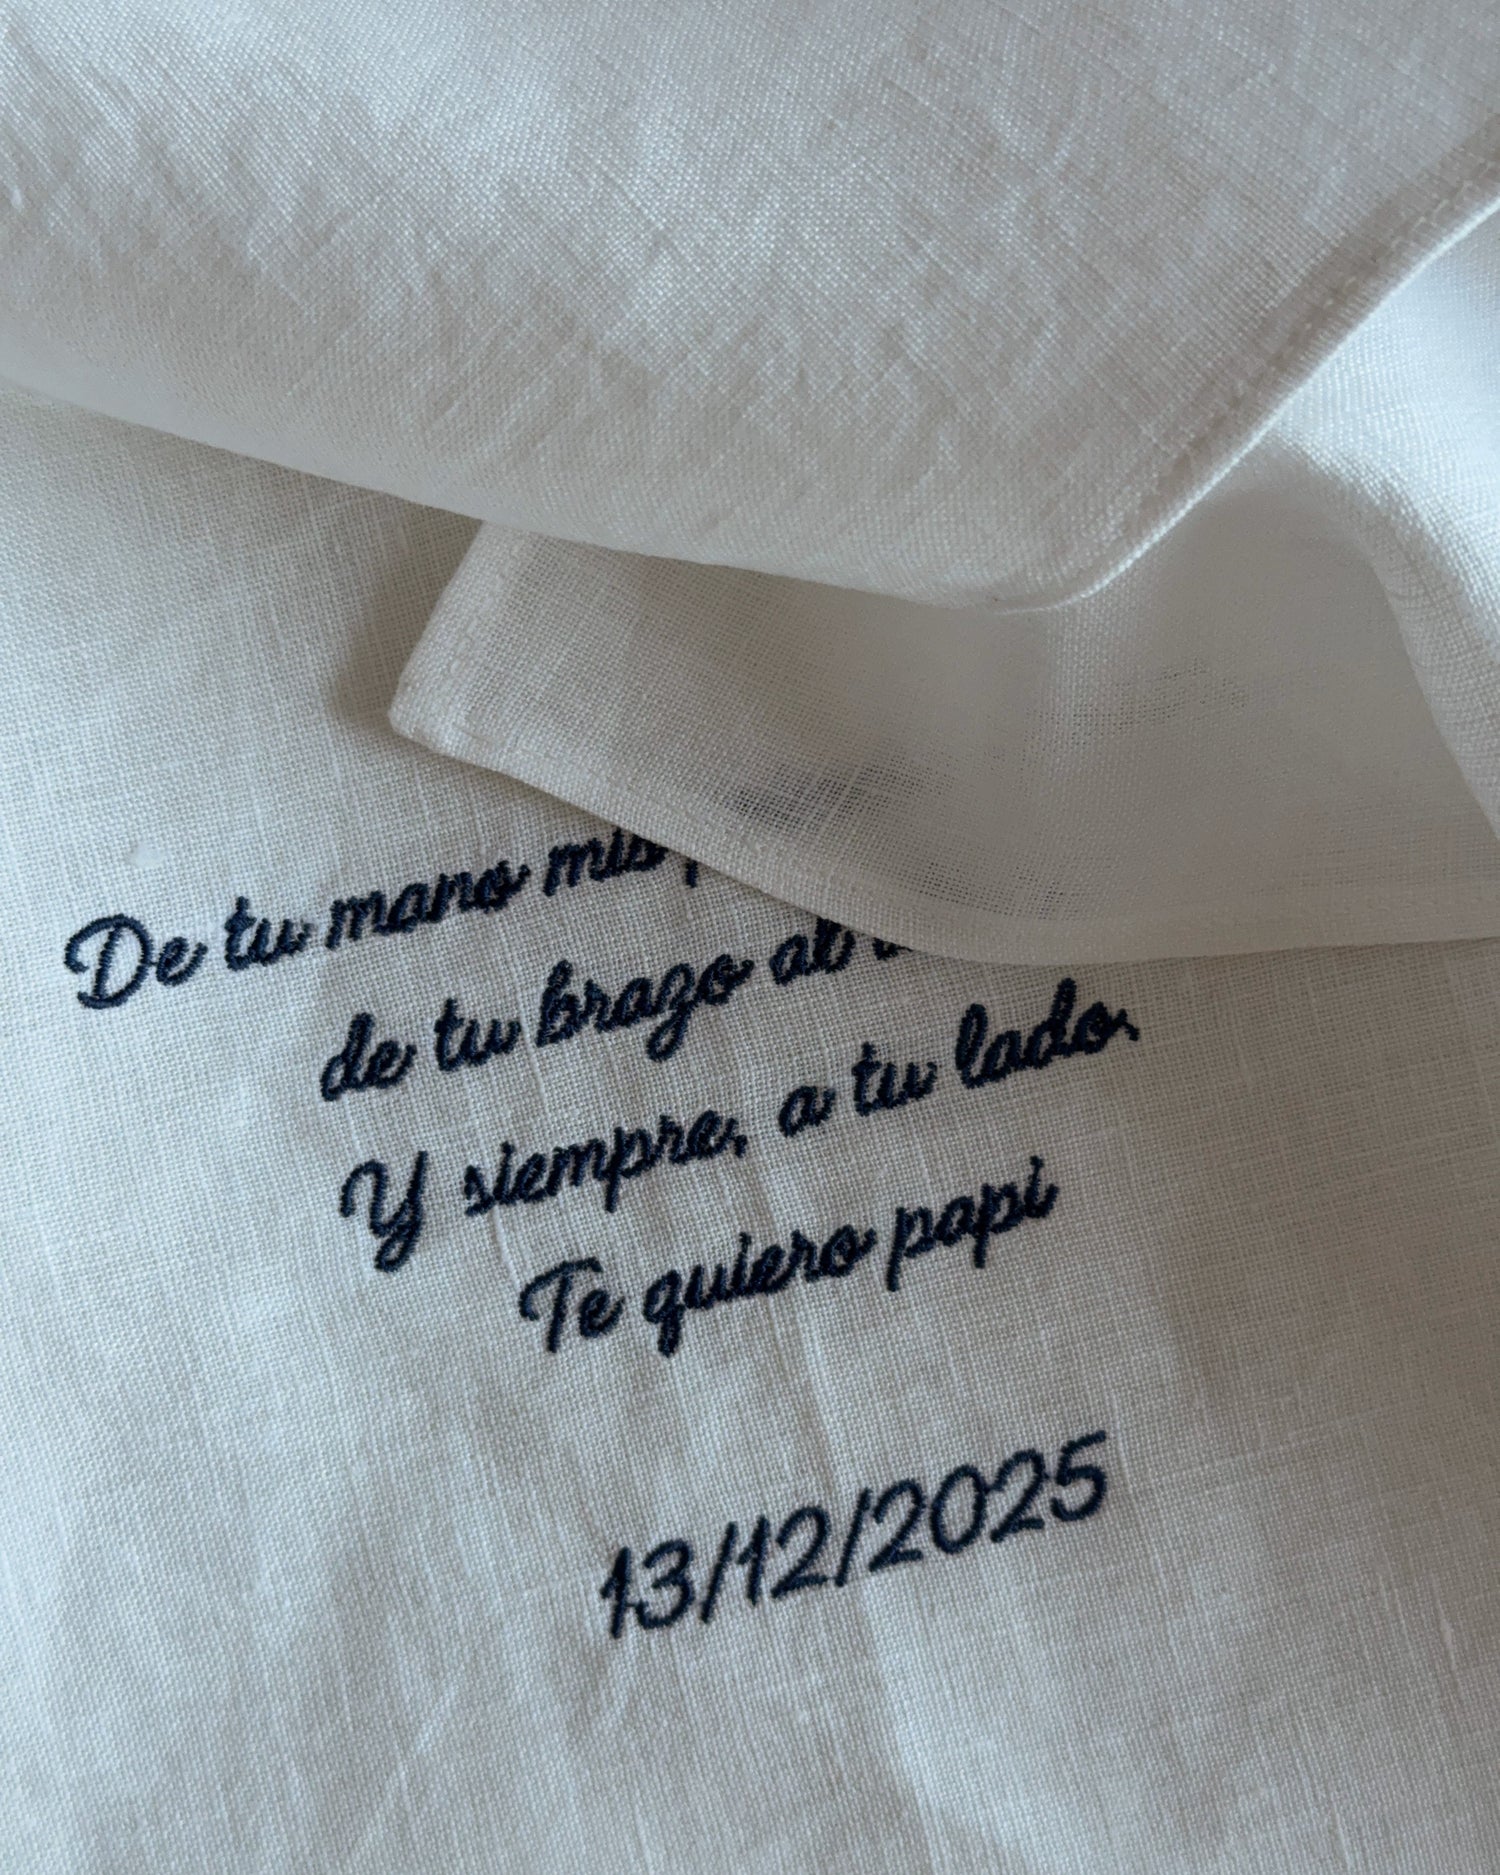 De tu mano mis
de tu brazo al
Y siempre, a tu lado.
Te quiero papi
13/12/2025